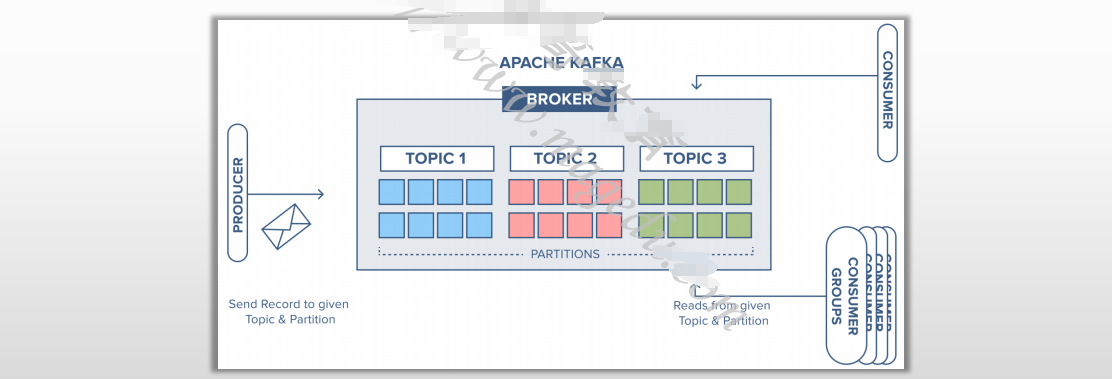 APACHE KAFKA
BROKER
TOPIC 1
TOPIC 2
TOPIC 3
PARTITIONS
PRODUCER
Send Record to given
Topic & Partition
CONSUMER
Reads from given
Topic & Partition
CONSUMER
GROUPS
CONSUMER
CONSUMER
CONSUMER